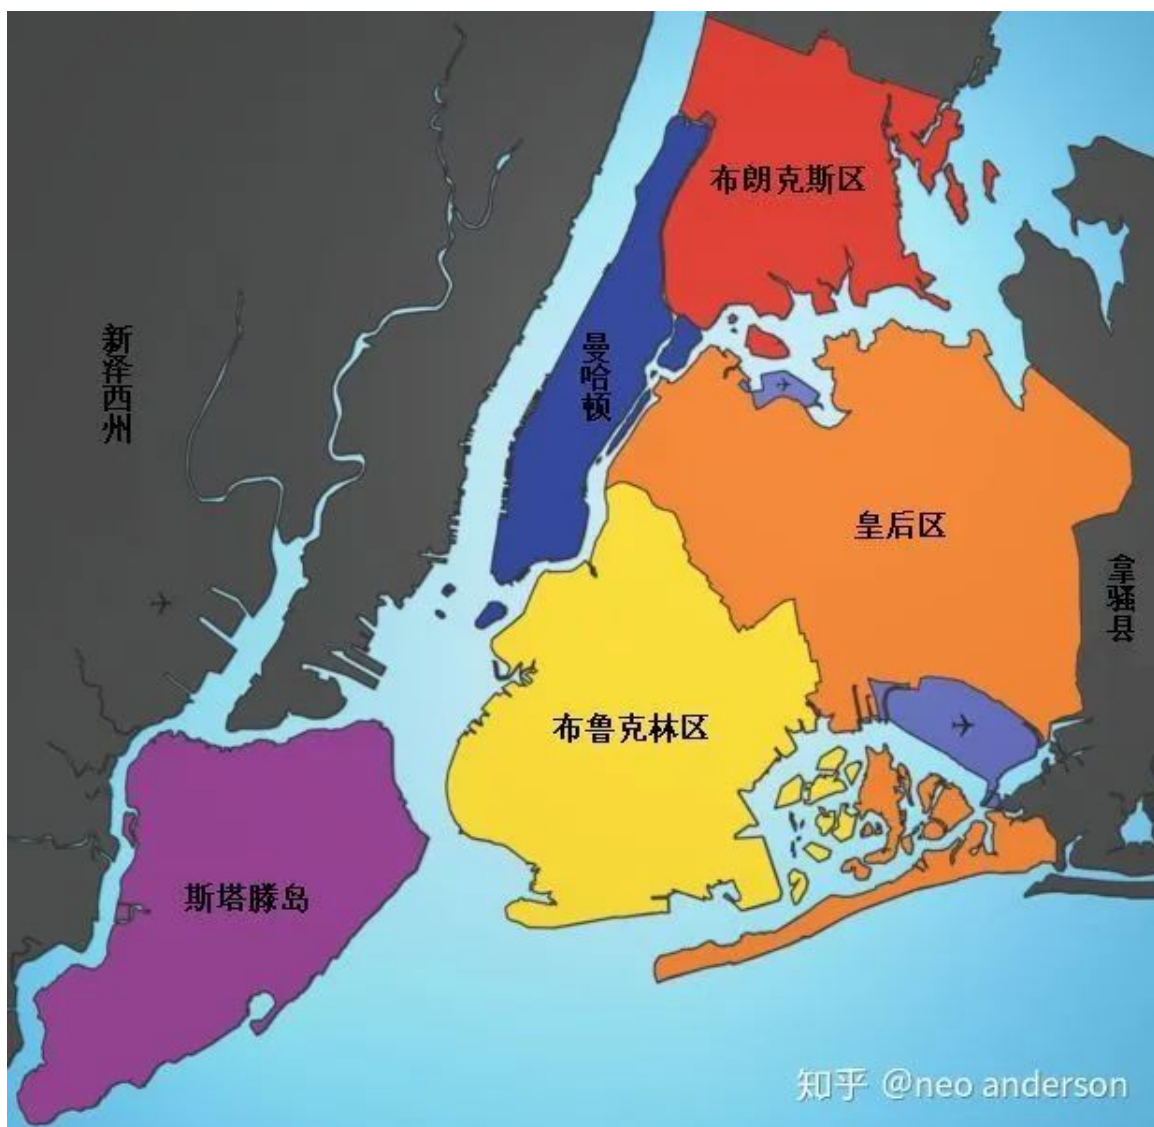 布朗克斯区
新泽西州
曼哈顿
皇后区
拿骚县
布鲁克林区
斯塔滕岛
知乎 @neo anderson